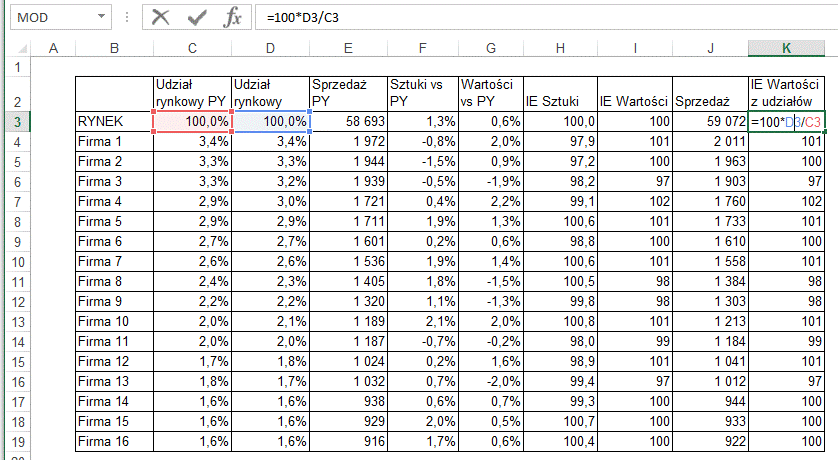 MOD =100*D3/C3
A B C D E F G H I J K
1
2 Udział rynkowy PY Udział rynkowy Sprzedaż PY Sztuki vs PY Wartości vs PY IE Sztuki IE Wartości Sprzedaż IE Wartości z udziałów
3 RYNEK 100,0% 100,0% 58 693 1,3% 0,6% 100,0 100 59 072 =100*D3/C3
4 Firma 1 3,4% 3,4% 1 972 -0,8% 2,0% 97,9 101 2 011 101
5 Firma 2 3,3% 3,3% 1 944 -1,5% 0,9% 97,2 100 1 963 100
6 Firma 3 3,3% 3,2% 1 939 -0,5% -1,9% 98,2 97 1 903 97
7 Firma 4 2,9% 3,0% 1 721 0,4% 2,2% 99,1 102 1 760 102
8 Firma 5 2,9% 2,9% 1 711 1,9% 1,3% 100,6 101 1 733 101
9 Firma 6 2,7% 2,7% 1 601 0,2% 0,6% 98,8 100 1 610 100
10 Firma 7 2,6% 2,6% 1 536 1,9% 1,4% 100,6 101 1 558 101
11 Firma 8 2,4% 2,3% 1 405 1,8% -1,5% 100,5 98 1 384 98
12 Firma 9 2,2% 2,2% 1 320 1,1% -1,3% 99,8 98 1 303 98
13 Firma 10 2,0% 2,1% 1 189 2,1% 2,0% 100,8 101 1 213 101
14 Firma 11 2,0% 2,0% 1 187 -0,7% -0,2% 98,0 99 1 184 99
15 Firma 12 1,7% 1,8% 1 024 0,2% 1,6% 98,9 101 1 041 101
16 Firma 13 1,8% 1,7% 1 032 0,7% -2,0% 99,4 97 1 012 97
17 Firma 14 1,6% 1,6% 938 0,6% 0,7% 99,3 100 944 100
18 Firma 15 1,6% 1,6% 929 2,0% 0,5% 100,7 100 933 100
19 Firma 16 1,6% 1,6% 916 1,7% 0,6% 100,4 100 922 100